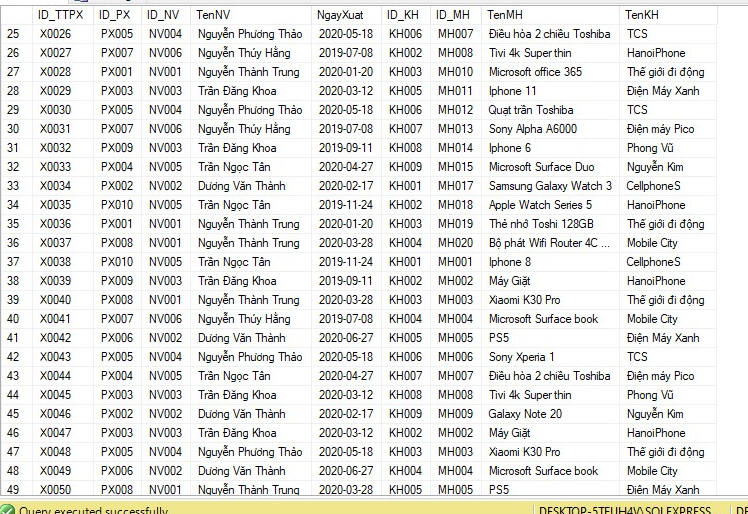 ID_TTPX ID_PX ID_NV TenNV NgayXuat ID_KH ID_MH TenMH TenKH
25 X0026 PX005 NV004 Nguyễn Phương Thảo 2020-05-18 KH006 MH007 Điều hòa 2 chiều Toshiba TCS
26 X0027 PX007 NV006 Nguyễn Thúy Hằng 2019-07-08 KH002 MH008 Tivi 4k Super thin HanoiPhone
27 X0028 PX001 NV001 Nguyễn Thành Trung 2020-01-20 KH003 MH010 Microsoft office 365 Thế giới di động
28 X0029 PX003 NV003 Trần Đăng Khoa 2020-03-12 KH005 MH011 Iphone 11 Điện Máy Xanh
29 X0030 PX005 NV004 Nguyễn Phương Thảo 2020-05-18 KH006 MH012 Quạt trần Toshiba TCS
30 X0031 PX007 NV006 Nguyễn Thúy Hằng 2019-07-08 KH007 MH013 Sony Alpha A6000 Điện máy Pico
31 X0032 PX009 NV003 Trần Đăng Khoa 2019-09-11 KH008 MH014 Iphone 6 Phong Vũ
32 X0033 PX004 NV005 Trần Ngọc Tân 2020-04-27 KH009 MH015 Microsoft Surface Duo Nguyễn Kim
33 X0034 PX002 NV002 Dương Văn Thành 2020-02-17 KH001 MH017 Samsung Galaxy Watch 3 CellphoneS
34 X0035 PX010 NV005 Trần Ngọc Tân 2019-11-24 KH002 MH018 Apple Watch Series 5 HanoiPhone
35 X0036 PX001 NV001 Nguyễn Thành Trung 2020-01-20 KH003 MH019 Thẻ nhớ Toshi 128GB Thế giới di động
36 X0037 PX008 NV001 Nguyễn Thành Trung 2020-03-28 KH004 MH020 Bộ phát Wifi Router 4C ... Mobile City
37 X0038 PX010 NV005 Trần Ngọc Tân 2019-11-24 KH001 MH001 Iphone 8 CellphoneS
38 X0039 PX009 NV003 Trần Đăng Khoa 2019-09-11 KH002 MH002 Máy Giặt HanoiPhone
39 X0040 PX008 NV001 Nguyễn Thành Trung 2020-03-28 KH003 MH003 Xiaomi K30 Pro Thế giới di động
40 X0041 PX007 NV006 Nguyễn Thúy Hằng 2019-07-08 KH004 MH004 Microsoft Surface book Mobile City
41 X0042 PX006 NV002 Dương Văn Thành 2020-06-27 KH005 MH005 PS5 Điện Máy Xanh
42 X0043 PX005 NV004 Nguyễn Phương Thảo 2020-05-18 KH006 MH006 Sony Xperia 1 TCS
43 X0044 PX004 NV005 Trần Ngọc Tân 2020-04-27 KH007 MH007 Điều hòa 2 chiều Toshiba Điện máy Pico
44 X0045 PX003 NV003 Trần Đăng Khoa 2020-03-12 KH008 MH008 Tivi 4k Super thin Phong Vũ
45 X0046 PX002 NV002 Dương Văn Thành 2020-02-17 KH009 MH009 Galaxy Note 20 Nguyễn Kim
46 X0047 PX003 NV003 Trần Đăng Khoa 2020-03-12 KH002 MH002 Máy Giặt HanoiPhone
47 X0048 PX005 NV004 Nguyễn Phương Thảo 2020-05-18 KH003 MH003 Xiaomi K30 Pro Thế giới di động
48 X0049 PX006 NV002 Dương Văn Thành 2020-06-27 KH004 MH004 Microsoft Surface book Mobile City
49 X0050 PX008 NV001 Nguyễn Thành Trung 2020-03-28 KH005 MH005 PS5 Điện Máy Xanh
Query executed successfully. DESKTOP-5TEUH4V\SQLEXPRESS